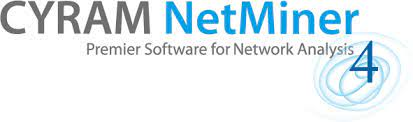 CYRAM NetMiner
Premier Software for Network Analysis 4